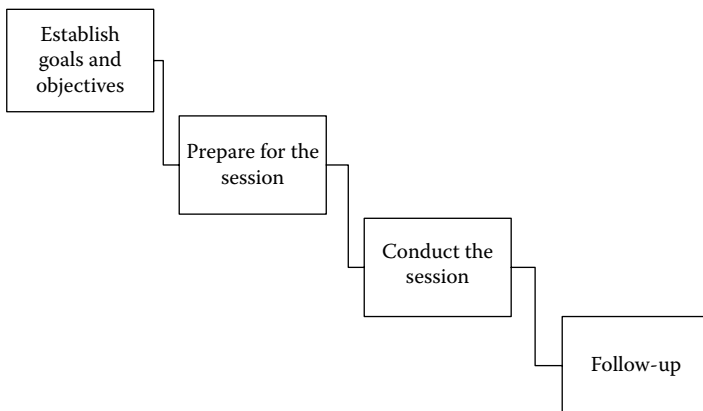 Establish
goals and
objectives
Prepare for the
session
Conduct the
session
Follow-up